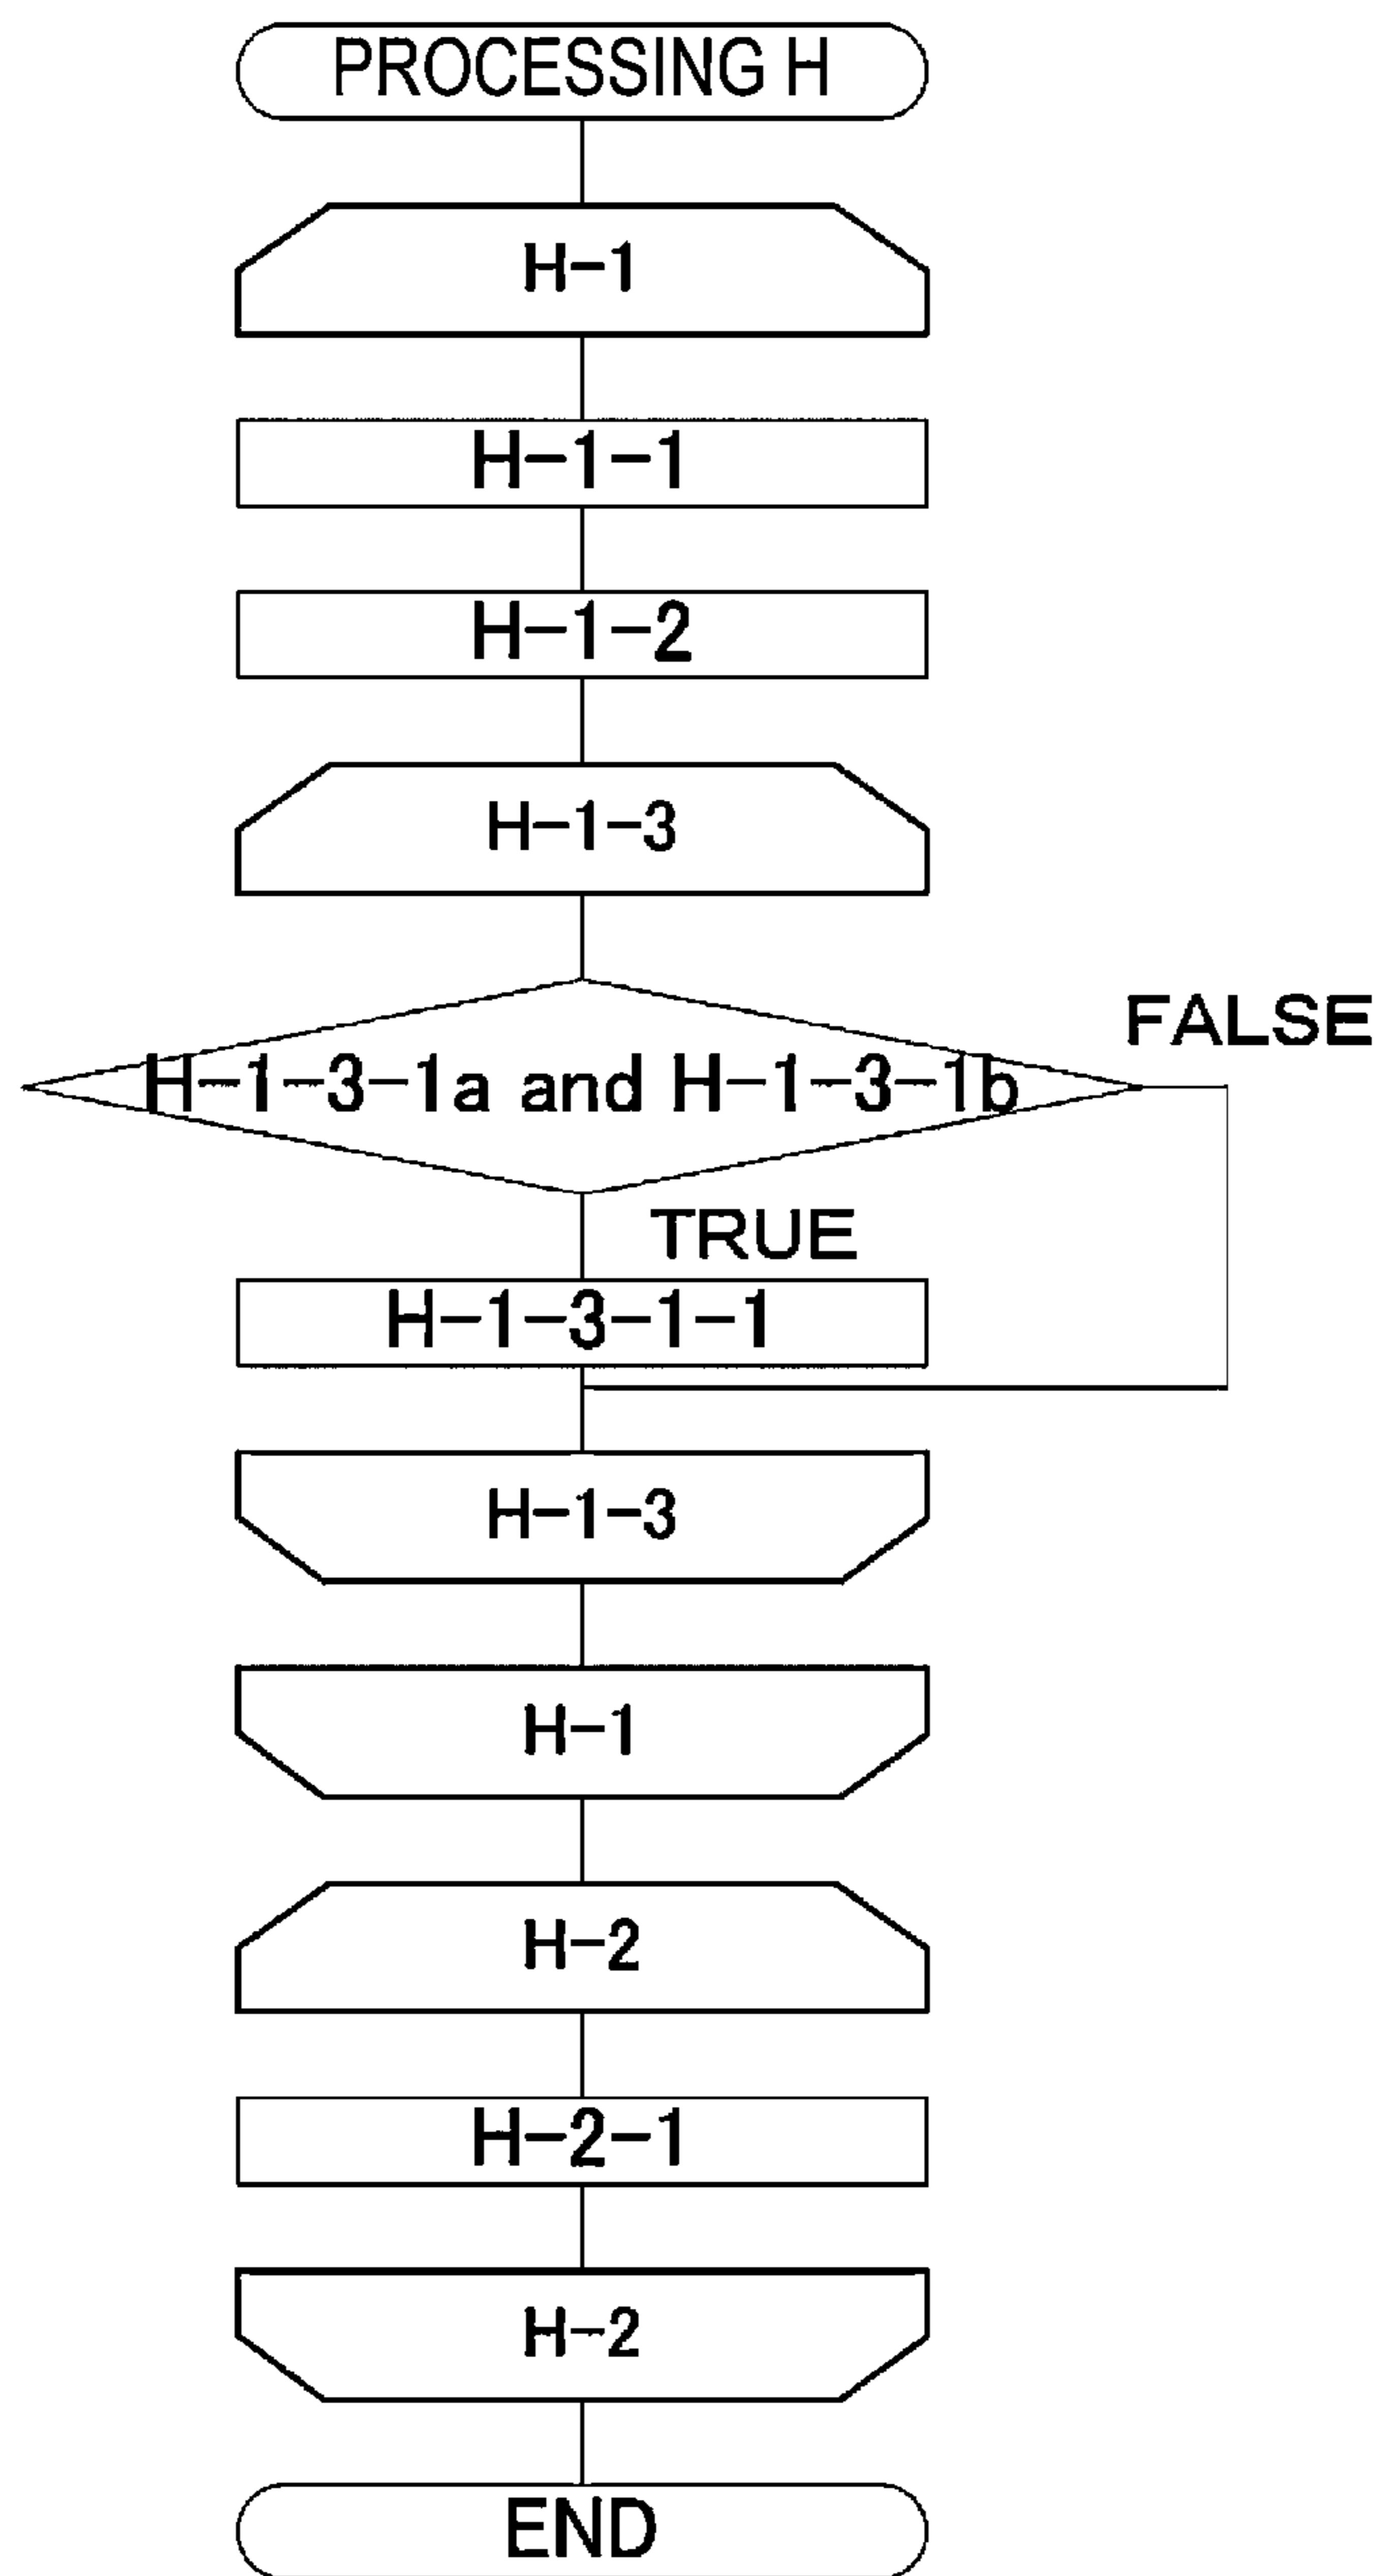 PROCESSING H
H-1
H-1-1
H-1-2
H-1-3
FALSE
H-1-3-1a and H-1-3-1b
TRUE
H-1-3-1-1
H-1-3
H-1
H-2
H-2-1
H-2
END